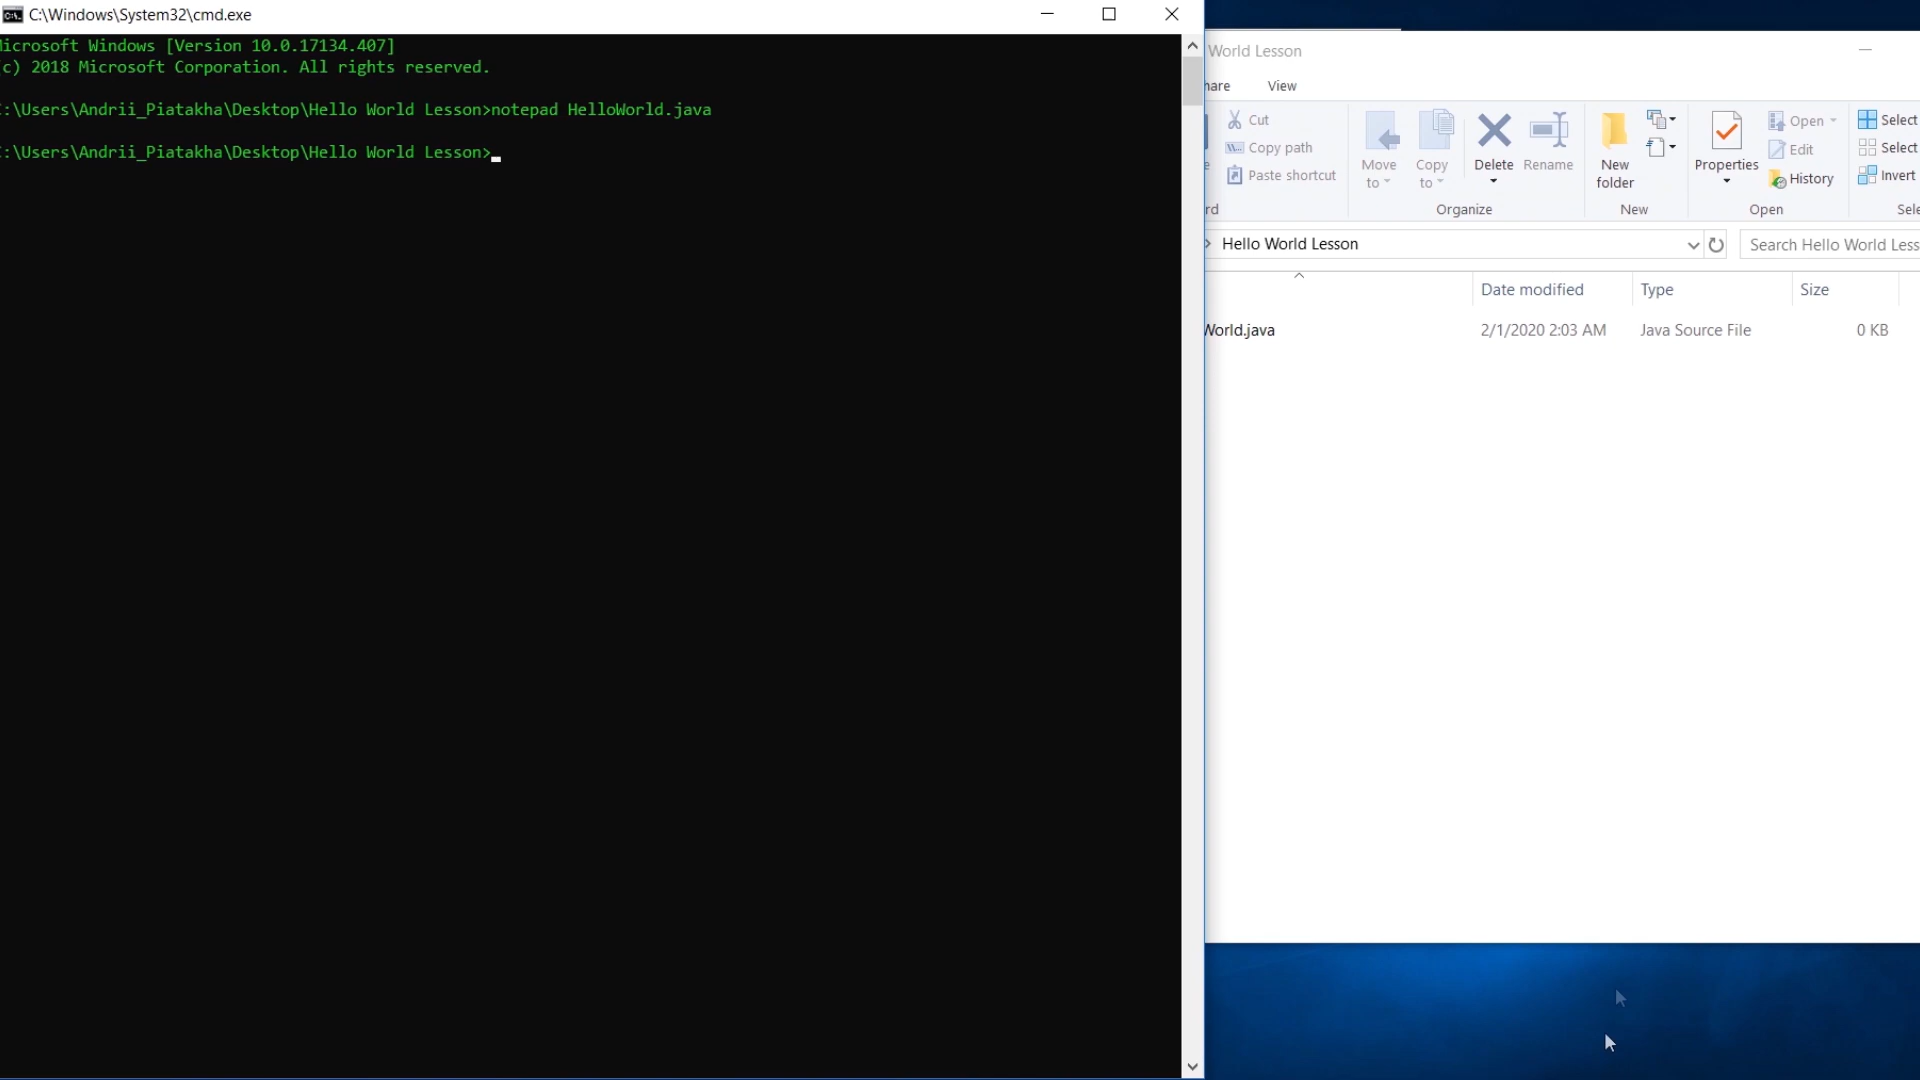 C:\Windows\System32\cmd.exe
Microsoft Windows [Version 10.0.17134.407]
(c) 2018 Microsoft Corporation. All rights reserved.
C:\Users\Andrii_Piatakha\Desktop\Hello World Lesson>notepad HelloWorld.java
C:\Users\Andrii_Piatakha\Desktop\Hello World Lesson>
World Lesson
hare View
Cut
Copy path
Paste shortcut
Move to
Copy to
Delete
Rename
New folder
Properties
Open
Edit
History
Select
Select
Invert
rd Organize New Open Sele
Hello World Lesson
Search Hello World Less
Date modified Type Size
World.java 2/1/2020 2:03 AM Java Source File 0 KB